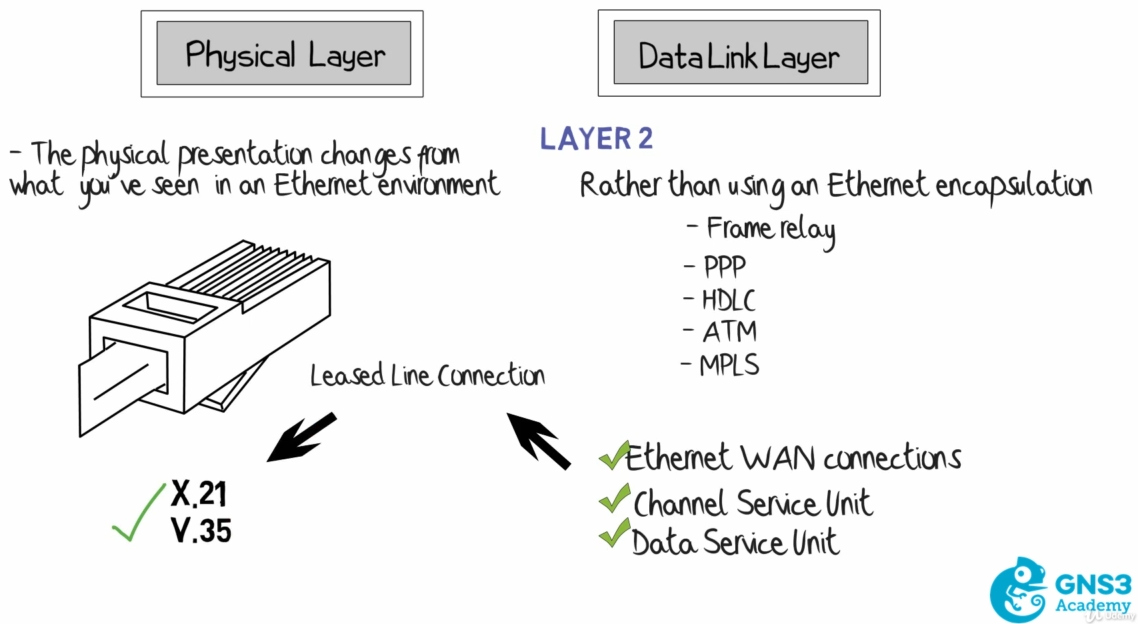 Physical Layer
Data Link Layer
- The physical presentation changes from
what you've seen in an Ethernet environment
LAYER 2
Rather than using an Ethernet encapsulation
- Frame relay
- PPP
- HDLC
- ATM
- MPLS
Leased Line Connection
X.21
V.35
Ethernet WAN connections
Channel Service Unit
Data Service Unit
GNS3
Academy
Udemy